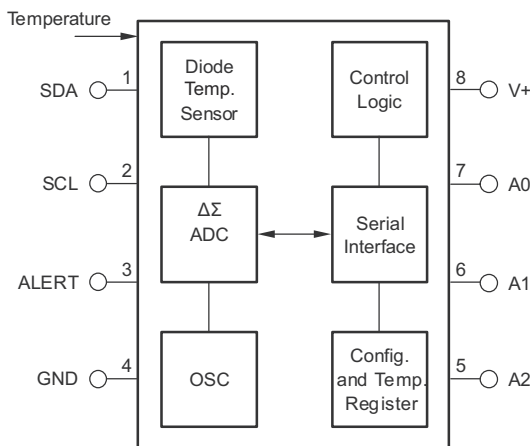 Temperature
1
SDA
Diode
Temp.
Sensor
Control
Logic
8
V+
2
SCL
ΔΣ
ADC
Serial
Interface
7
A0
3
ALERT
6
A1
4
GND
OSC
Config.
and Temp.
Register
5
A2